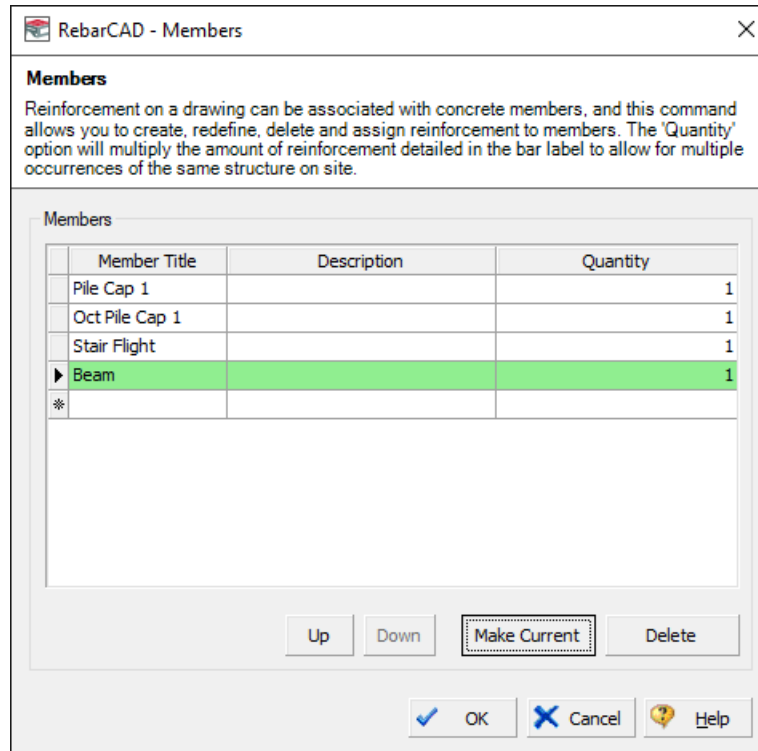 RebarCAD - Members
Members
Reinforcement on a drawing can be associated with concrete members, and this command
allows you to create, redefine, delete and assign reinforcement to members. The 'Quantity'
option will multiply the amount of reinforcement detailed in the bar label to allow for multiple
occurrences of the same structure on site.
Members
Member Title Description Quantity
Pile Cap 1 1
Oct Pile Cap 1 1
Stair Flight 1
Beam 1
Up Down Make Current Delete
OK Cancel Help